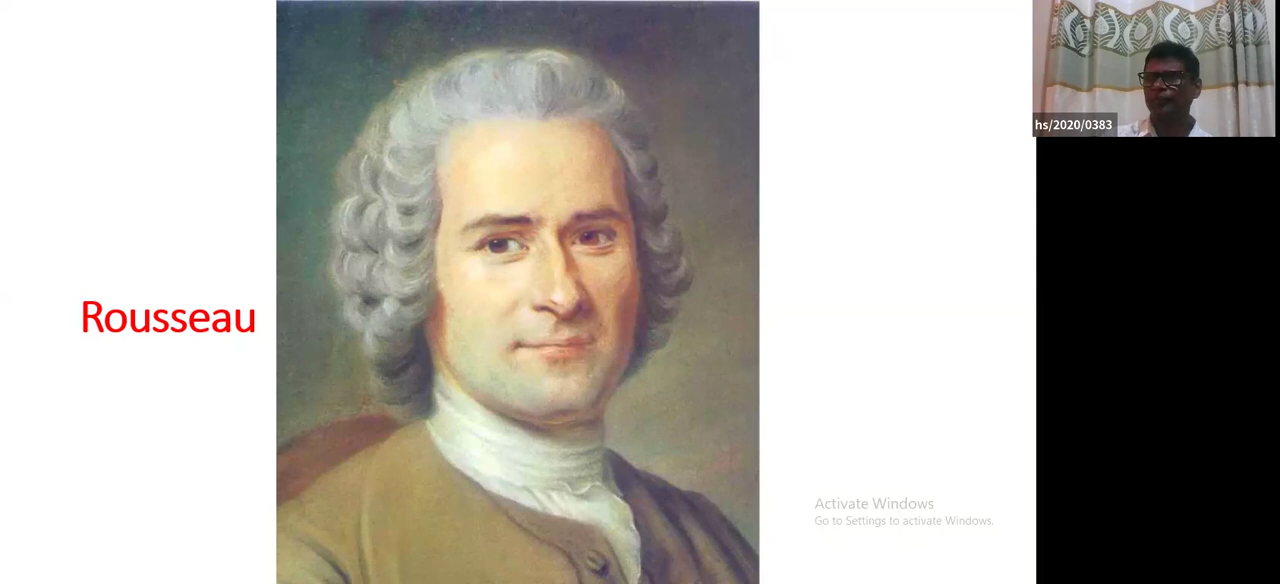 hs/2020/0383
Rousseau
Activate Windows
Go to Settings to activate Windows.